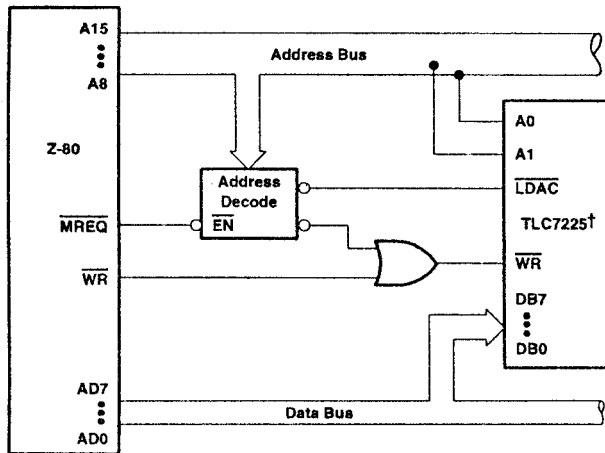 A15
Address Bus
A8
A0
Z-80
A1
Address
Decode
LDAC
TLC7225†
MREQ
EN
WR
WR
DB7
DB0
AD7
Data Bus
AD0